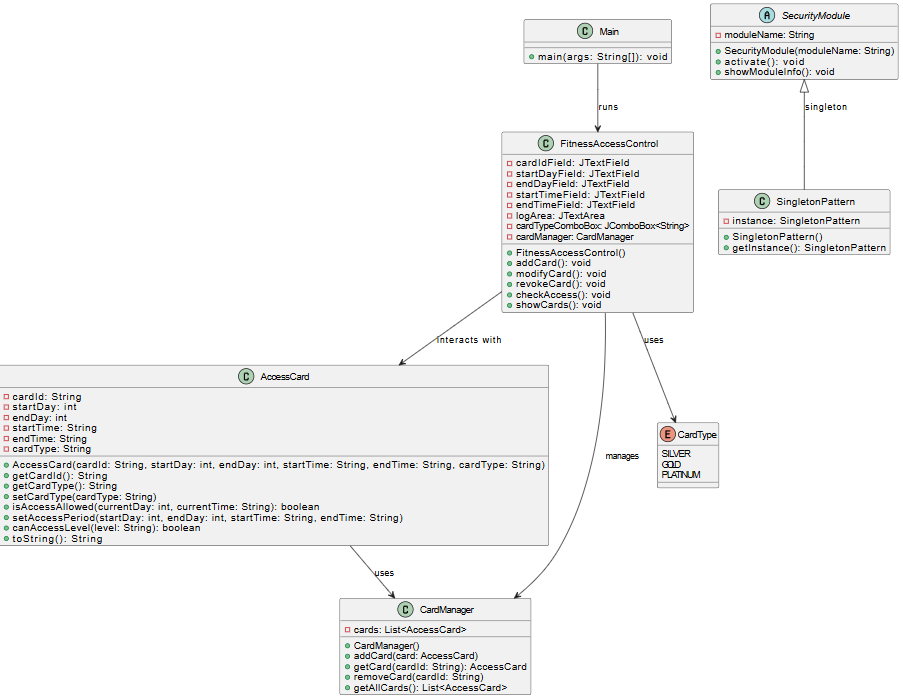 C Main
main(args: String[]): void
A SecurityModule
moduleName: String
SecurityModule(moduleName: String)
activate(): void
showModuleInfo(): void
runs
singleton
C FitnessAccessControl
cardIdField: JTextField
startDayField: JTextField
endDayField: JTextField
startTimeField: JTextField
endTimeField: JTextField
logArea: JTextArea
cardTypeComboBox: JComboBox<String>
cardManager: CardManager
FitnessAccessControl()
addCard(): void
modifyCard(): void
revokeCard(): void
checkAccess(): void
showCards(): void
C SingletonPattern
instance: SingletonPattern
SingletonPattern()
getInstance(): SingletonPattern
interacts with
uses
C AccessCard
cardId: String
startDay: int
endDay: int
startTime: String
endTime: String
cardType: String
AccessCard(cardId: String, startDay: int, endDay: int, startTime: String, endTime: String, cardType: String)
getCardId(): String
getCardType(): String
setCardType(cardType: String)
isAccessAllowed(currentDay: int, currentTime: String): boolean
setAccessPeriod(startDay: int, endDay: int, startTime: String, endTime: String)
canAccessLevel(level: String): boolean
toString(): String
manages
E CardType
SILVER
GOLD
PLATINUM
uses
C CardManager
cards: List<AccessCard>
CardManager()
addCard(card: AccessCard)
getCard(cardId: String): AccessCard
removeCard(cardId: String)
getAllCards(): List<AccessCard>